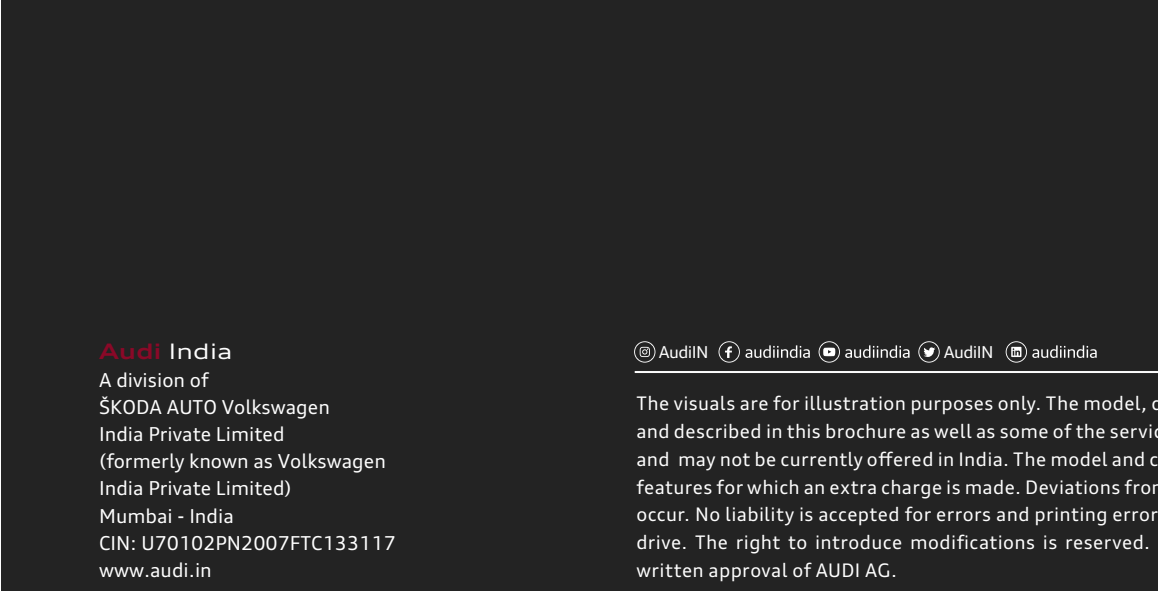 Audi India
A division of
ŠKODA AUTO Volkswagen
India Private Limited
(formerly known as Volkswagen
India Private Limited)
Mumbai - India
CIN: U70102PN2007FTC133117
www.audi.in
AudiIN audiindia audiindia AudiIN audiindia
The visuals are for illustration purposes only. The model,
and described in this brochure as well as some of the
and may not be currently offered in India. The model and
features for which an extra charge is made. Deviations
occur. No liability is accepted for errors and printing
drive. The right to introduce modifications is reserved.
written approval of AUDI AG.